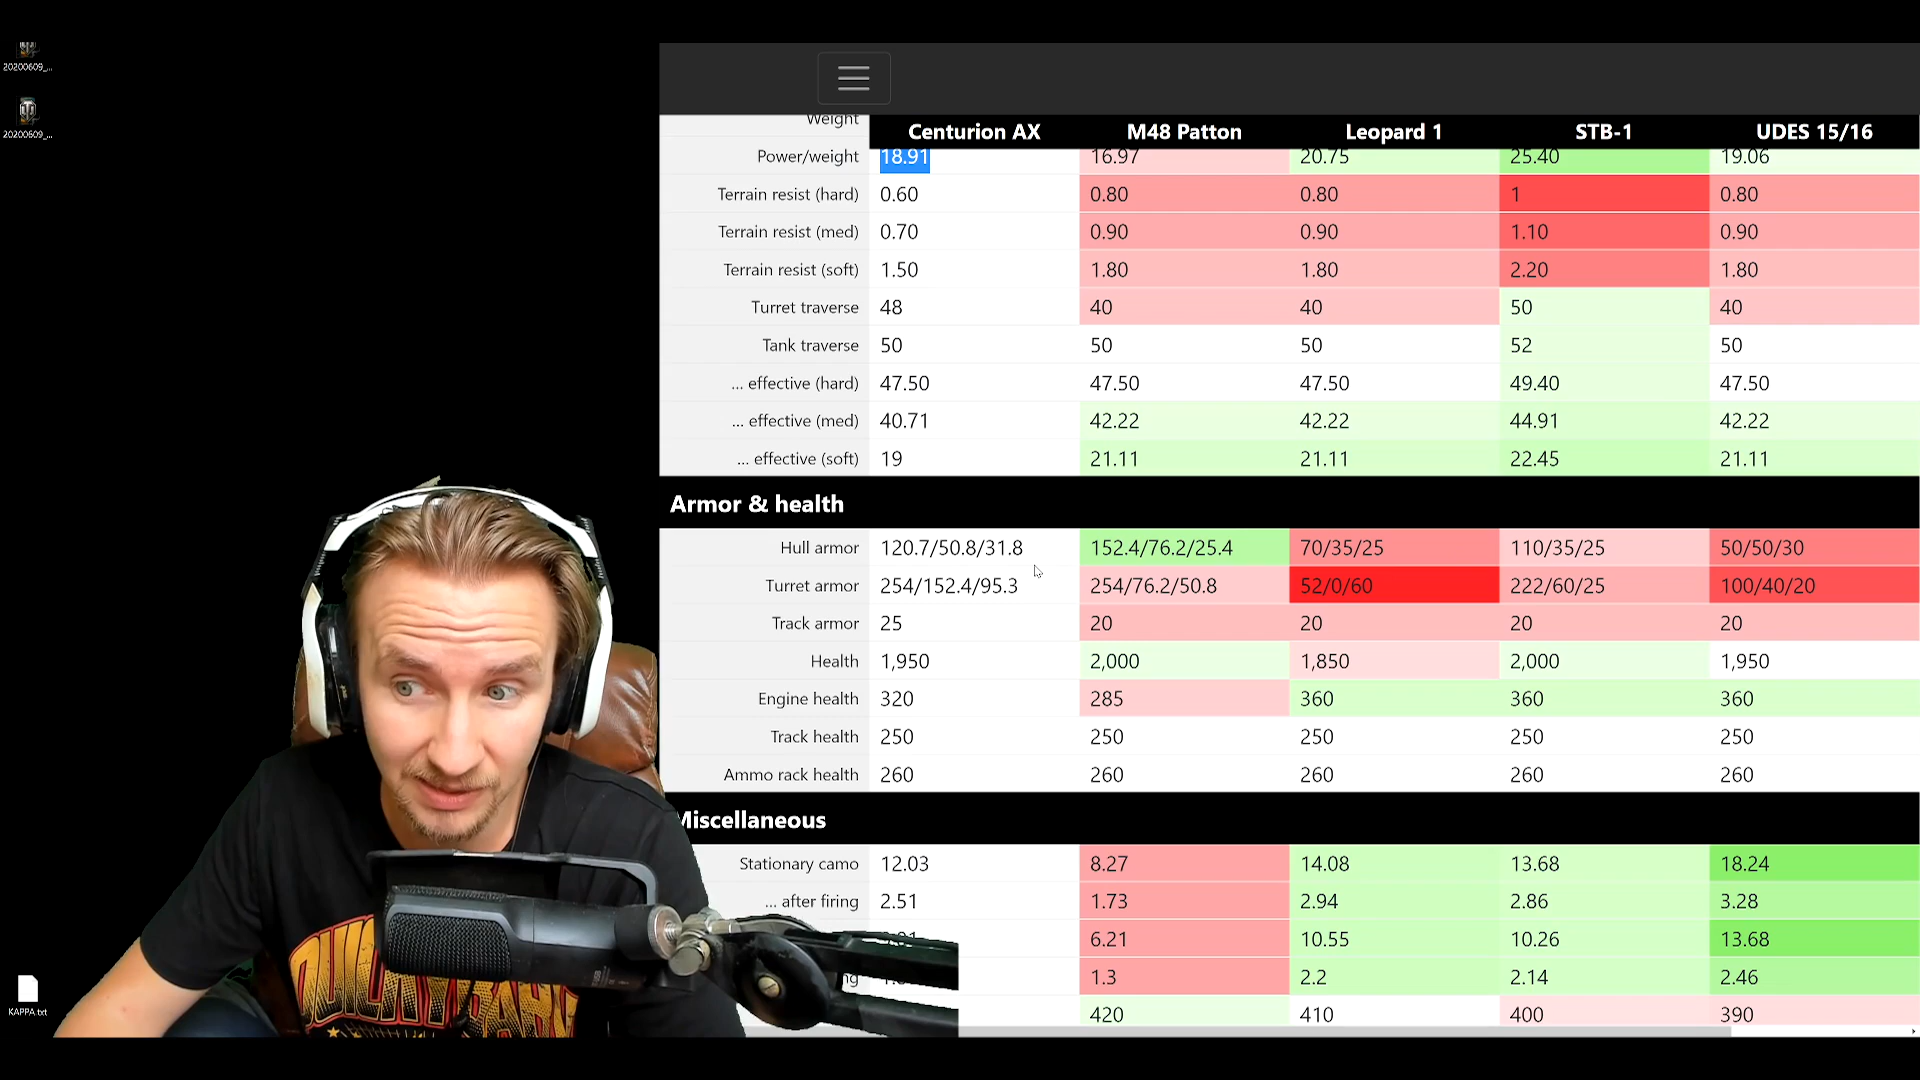 20200609_...
20200609_...
KAPPA.txt
Weight
Centurion AX M48 Patton Leopard 1 STB-1 UDES 15/16
Power/weight 18.91 16.97 20.75 25.40 19.06
Terrain resist (hard) 0.60 0.80 0.80 1 0.80
Terrain resist (med) 0.70 0.90 0.90 1.10 0.90
Terrain resist (soft) 1.50 1.80 1.80 2.20 1.80
Turret traverse 48 40 40 50 40
Tank traverse 50 50 50 52 50
... effective (hard) 47.50 47.50 47.50 49.40 47.50
... effective (med) 40.71 42.22 42.22 44.91 42.22
... effective (soft) 19 21.11 21.11 22.45 21.11
Armor & health
Hull armor 120.7/50.8/31.8 152.4/76.2/25.4 70/35/25 110/35/25 50/50/30
Turret armor 254/152.4/95.3 254/76.2/50.8 52/0/60 222/60/25 100/40/20
Track armor 25 20 20 20 20
Health 1,950 2,000 1,850 2,000 1,950
Engine health 320 285 360 360 360
Track health 250 250 250 250 250
Ammo rack health 260 260 260 260 260
Miscellaneous
Stationary camo 12.03 8.27 14.08 13.68 18.24
... after firing 2.51 1.73 2.94 2.86 3.28
6.21 10.55 10.26 13.68
1.3 2.2 2.14 2.46
420 410 400 390